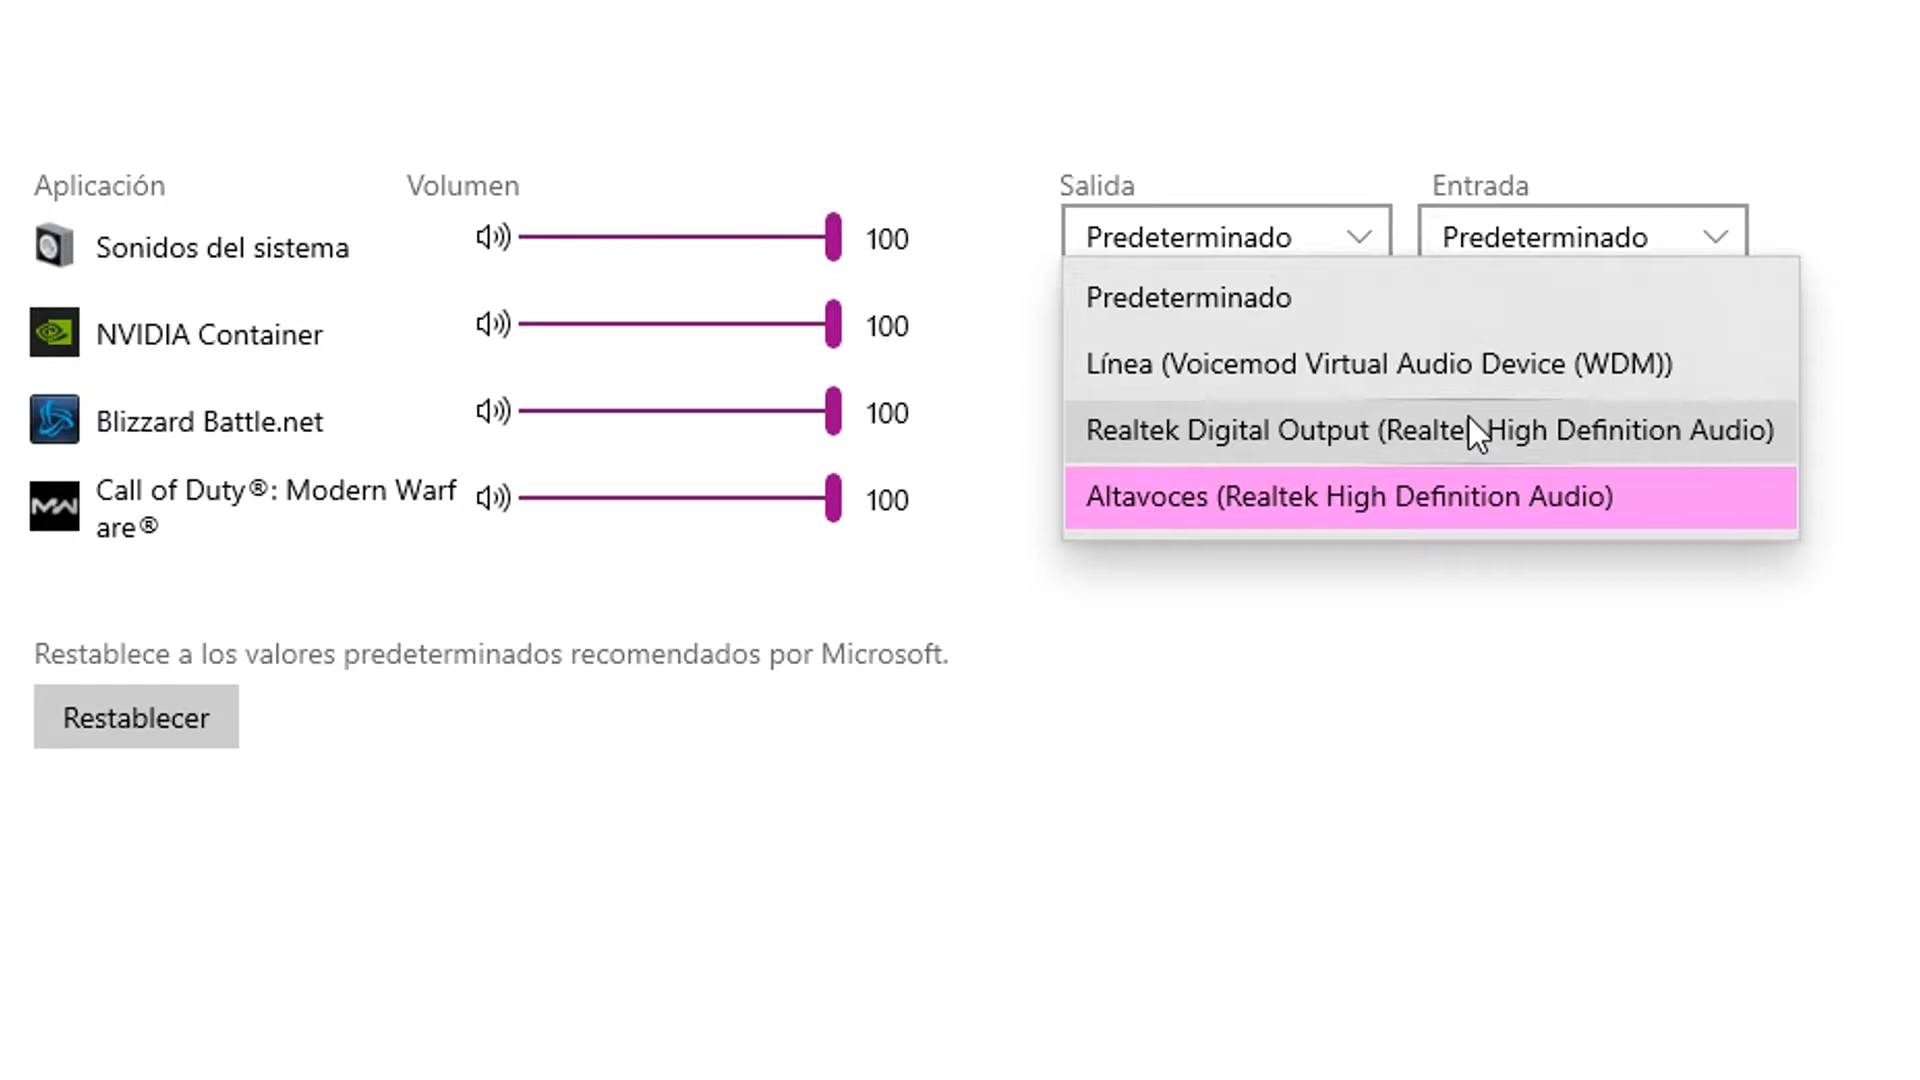 Aplicación Volumen Salida Entrada
Sonidos del sistema 100 Predeterminado Predeterminado
Predeterminado
NVIDIA Container 100
Línea (Voicemod Virtual Audio Device (WDM))
Blizzard Battle.net 100
Realtek Digital Output (Realtek High Definition Audio)
Call of Duty®: Modern Warf
are®
100
Altavoces (Realtek High Definition Audio)
Restablece a los valores predeterminados recomendados por Microsoft.
Restablecer